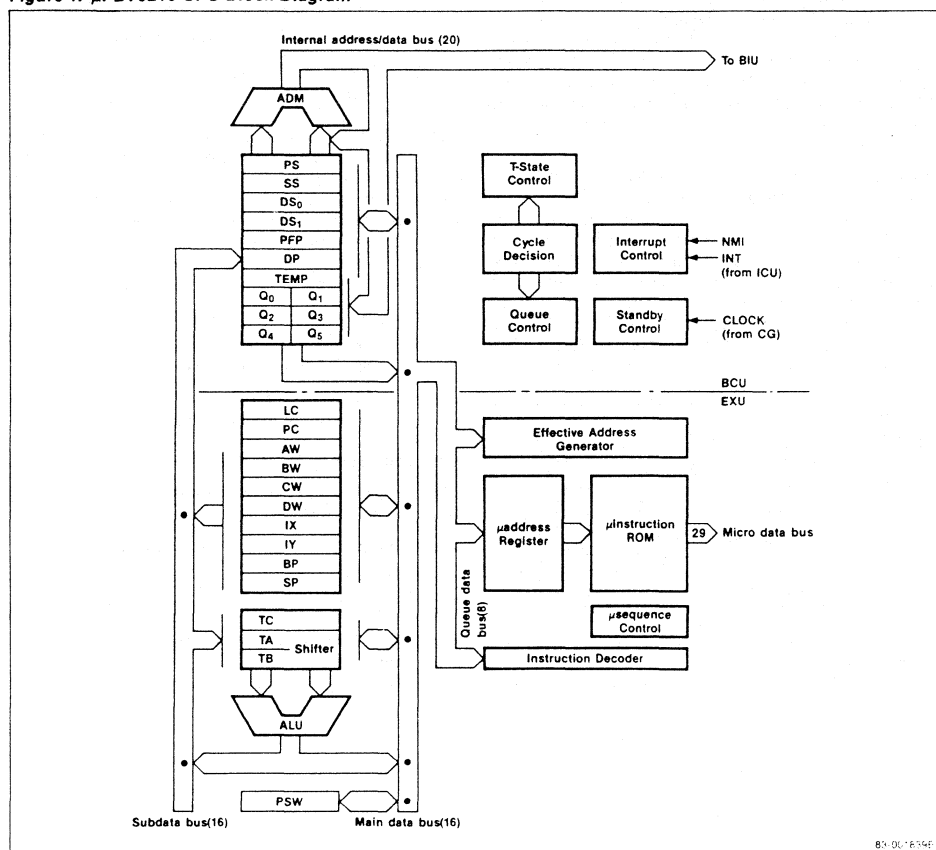 Internal address/data bus (20)
To BIU
ADM
PS
SS
DS0
DS1
PFP
DP
TEMP
Q0 Q1
Q2 Q3
Q4 Q5
T-State
Control
Cycle
Decision
Queue
Control
Interrupt
Control
NMI
INT
(from ICU)
Standby
Control
CLOCK
(from CG)
BCU
EXU
LC
PC
AW
BW
CW
DW
IX
IY
BP
SP
TC
TA
TB
Shifter
ALU
PSW
Subdata bus(16)
Main data bus(16)
Effective Address
Generator
μaddress
Register
μinstruction
ROM
29
Micro data bus
Queue data
bus(8)
μsequence
Control
Instruction Decoder